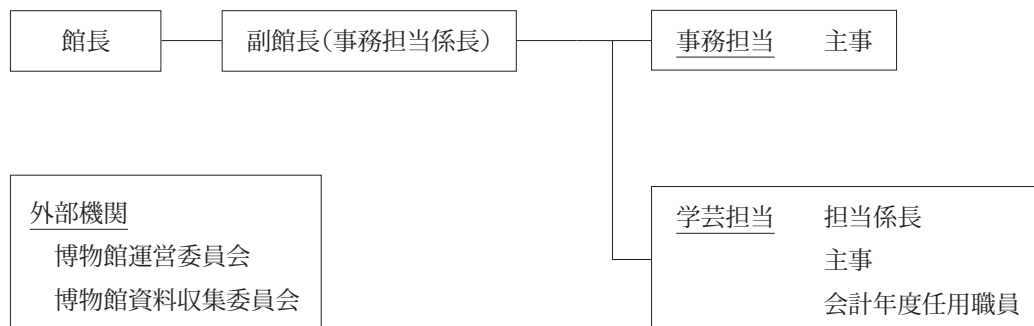 館長
副館長(事務担当係長)
事務担当　主事
外部機関
博物館運営委員会
博物館資料収集委員会
学芸担当　担当係長
主事
会計年度任用職員